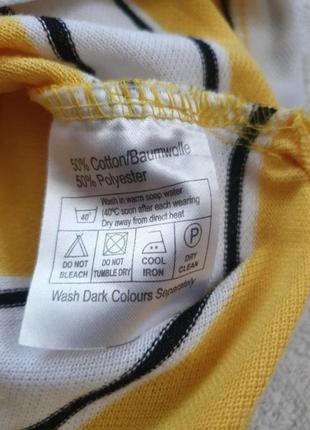 50% Cotton/Baumwolle
50% Polyester
40°
Wash in warm soap water
(40°C soon after each wearing
Dry away from direct heat
P
DO NOT BLEACH
DO NOT TUMBLE DRY
COOL IRON
DRY CLEAN
Wash Dark Colours Separately